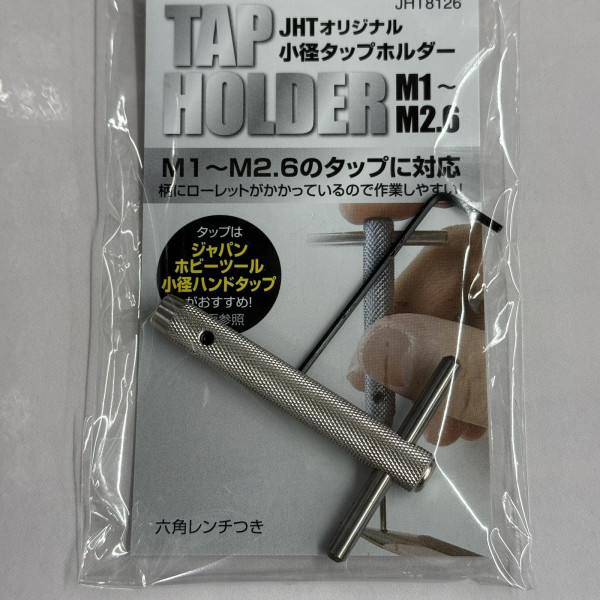 JHT8126
TAP
HOLDER
JHTオリジナル
小径タップホルダー
M1～
M2.6
M1～M2.6のタップに対応
柄にローレットがかかっているので作業しやすい!
タップは
ジャパン
ホビーツール
小径ハンドタップ
がおすすめ!
参照
六角レンチつき